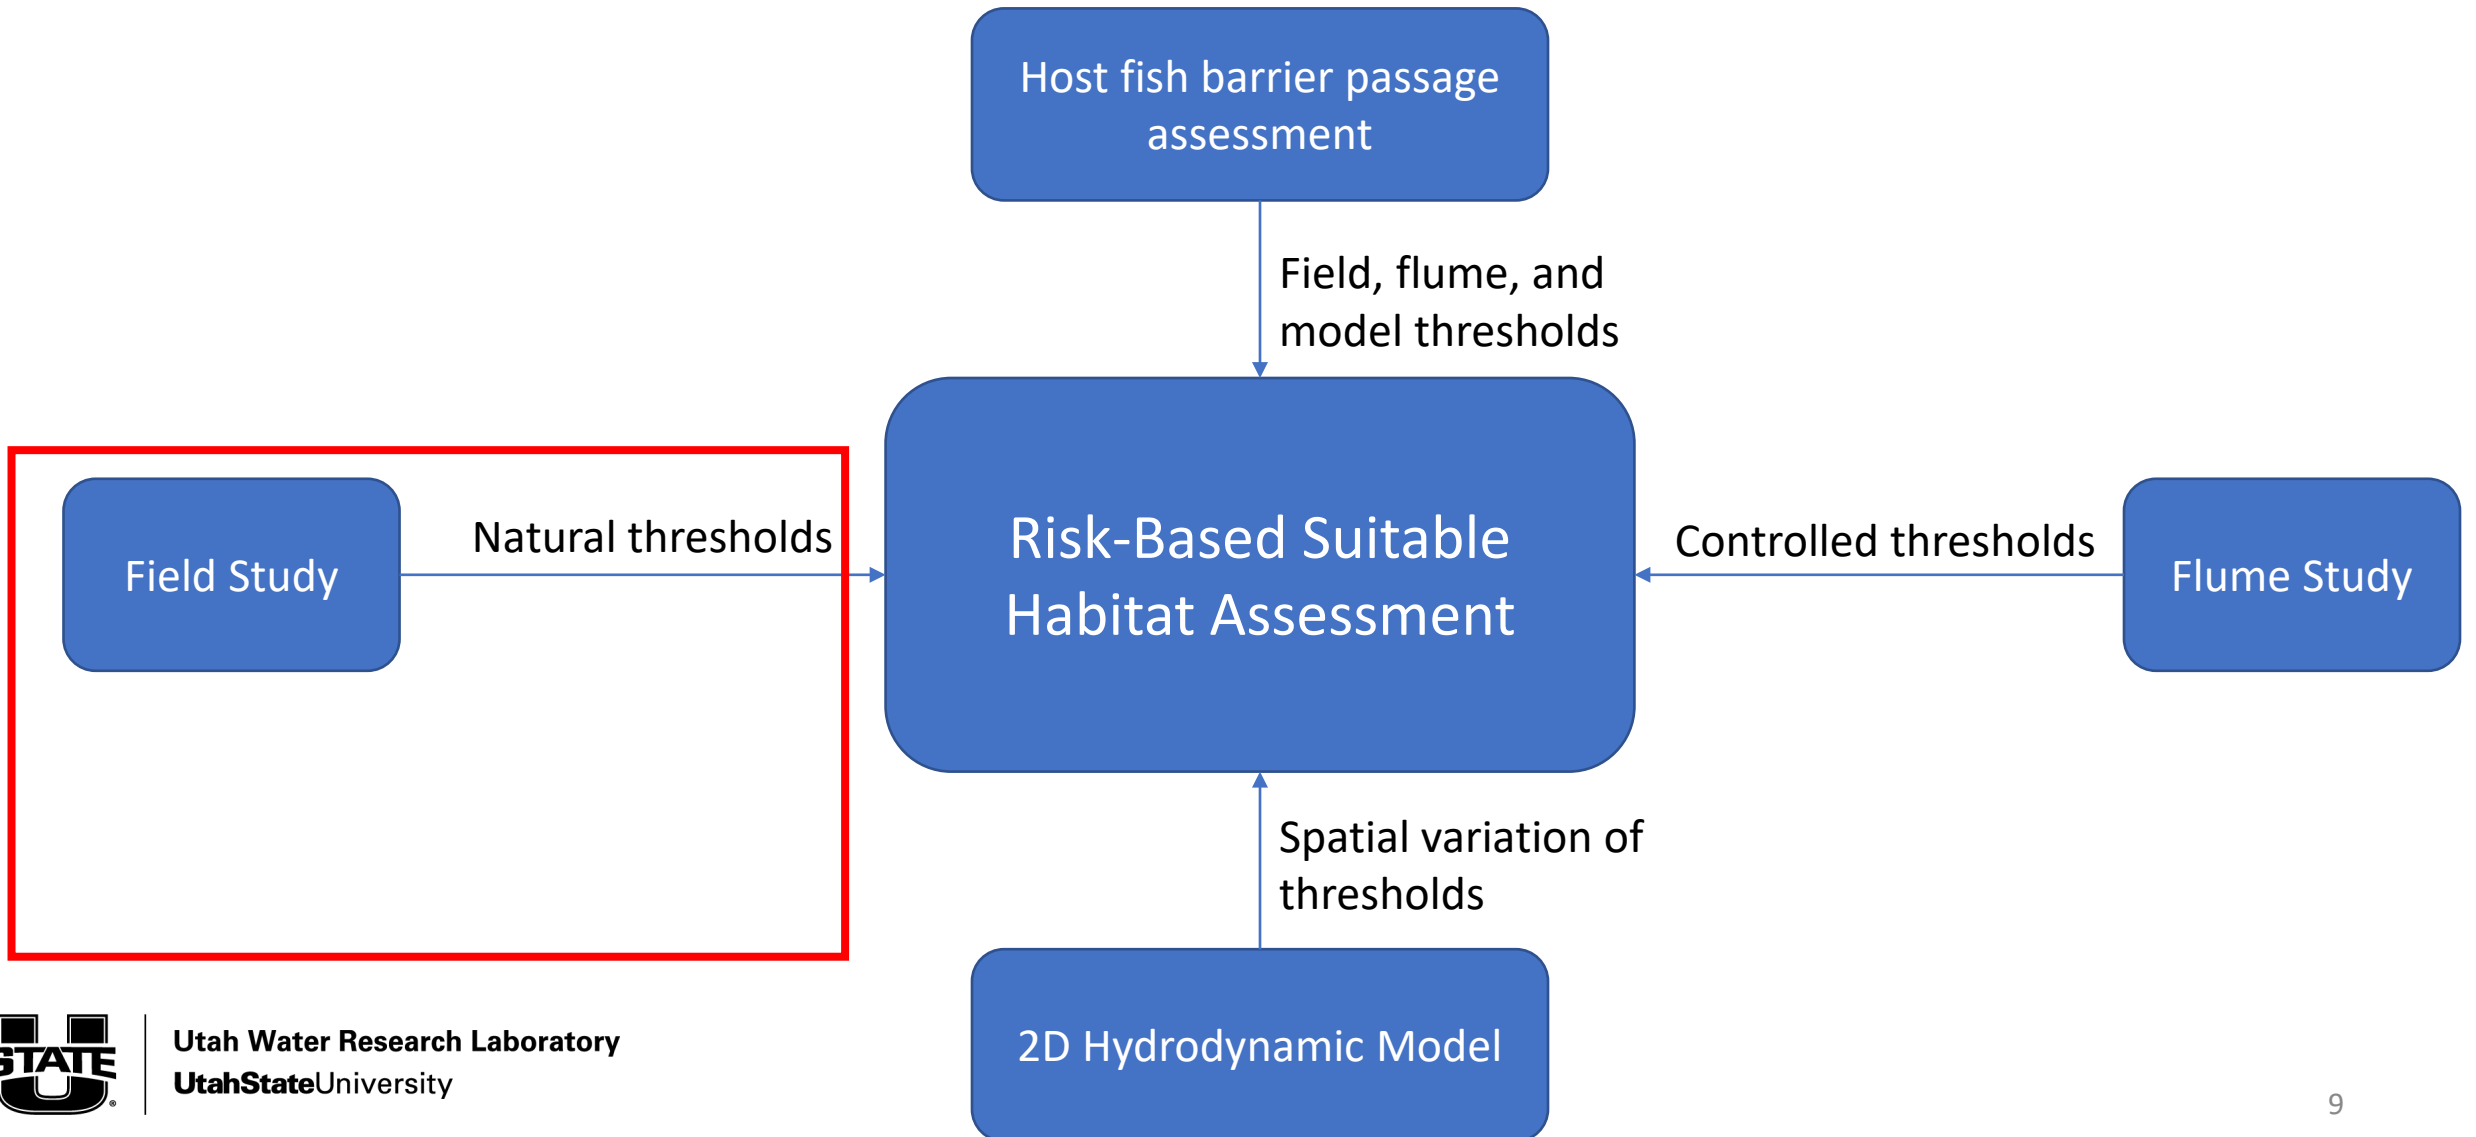 Host fish barrier passage
assessment
Field, flume, and
model thresholds
Field Study
Natural thresholds
Risk-Based Suitable
Habitat Assessment
Controlled thresholds
Flume Study
Spatial variation of
thresholds
2D Hydrodynamic Model
STATE
®
Utah Water Research Laboratory
UtahStateUniversity
9